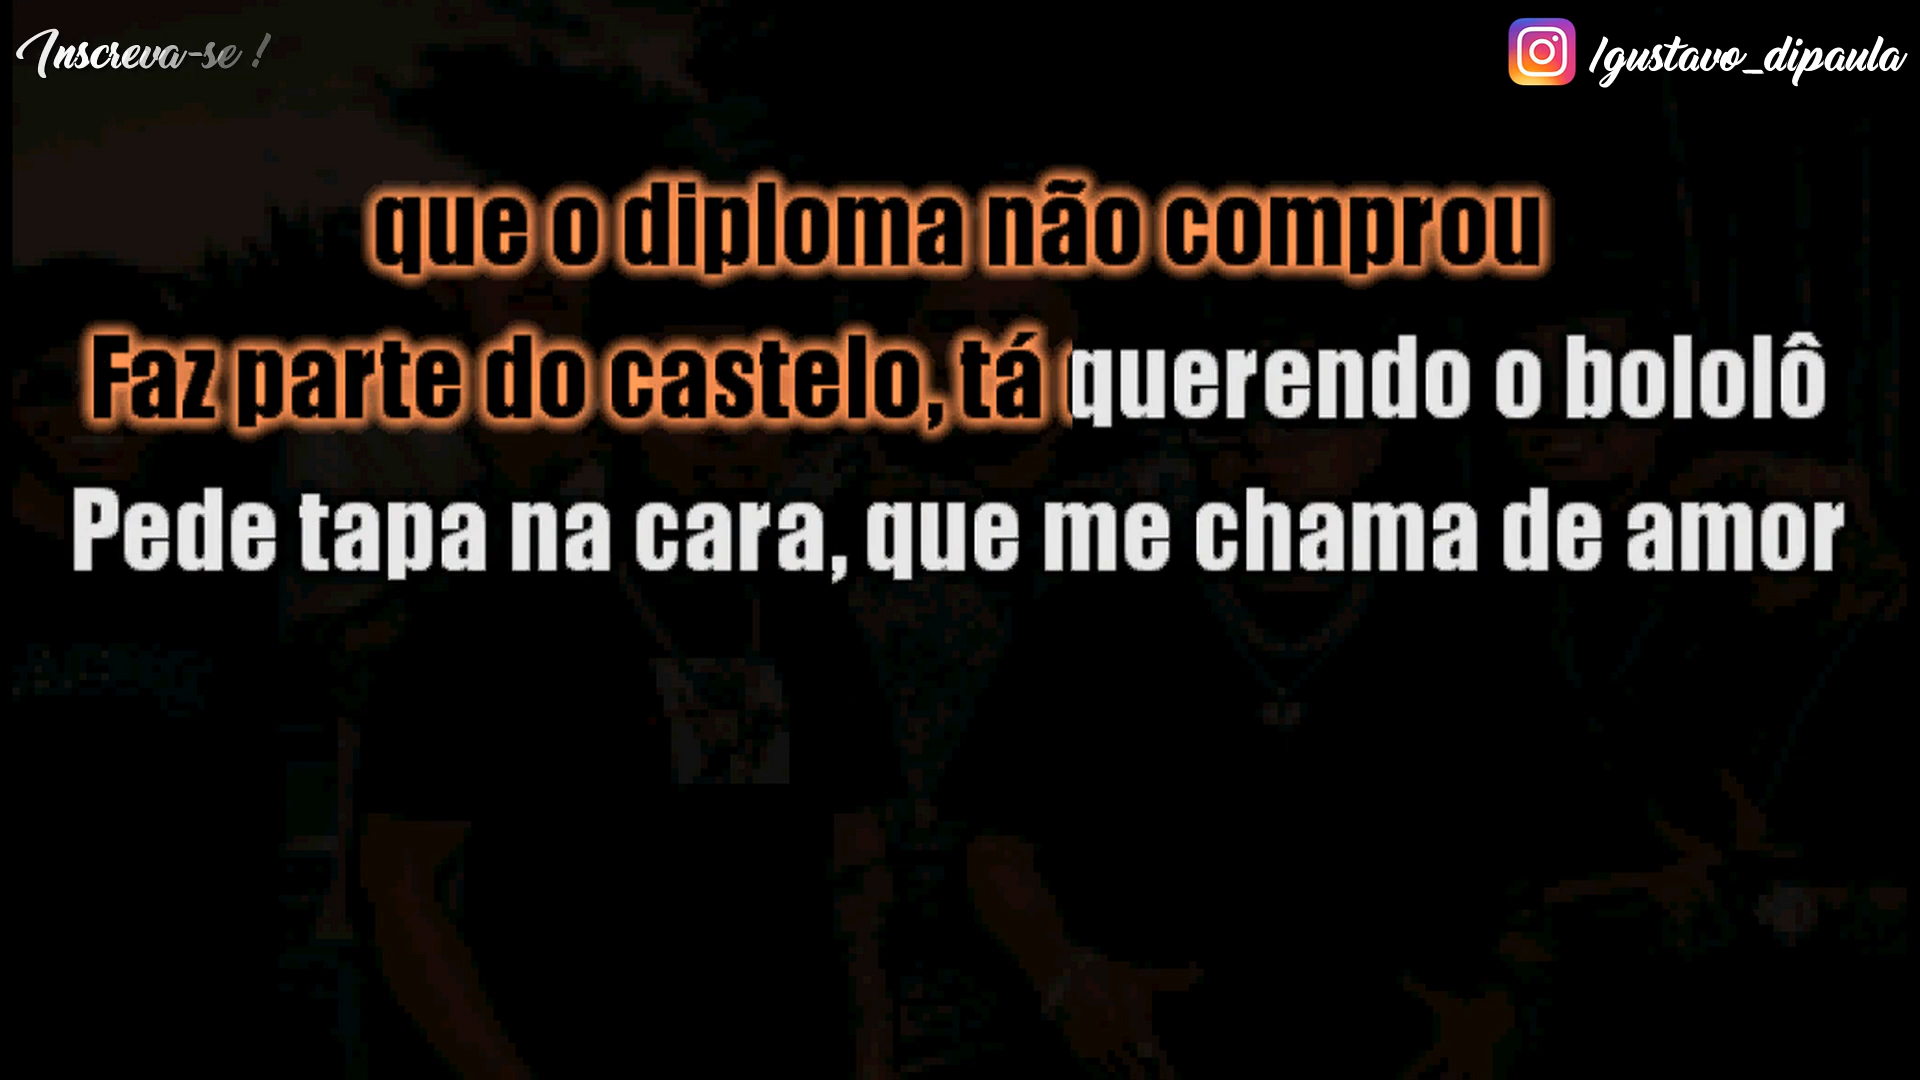 Inscreva-se !
/gustavo_dipaula
que o diploma não comprou
Faz parte do castelo, tá querendo o bololô
Pede tapa na cara, que me chama de amor